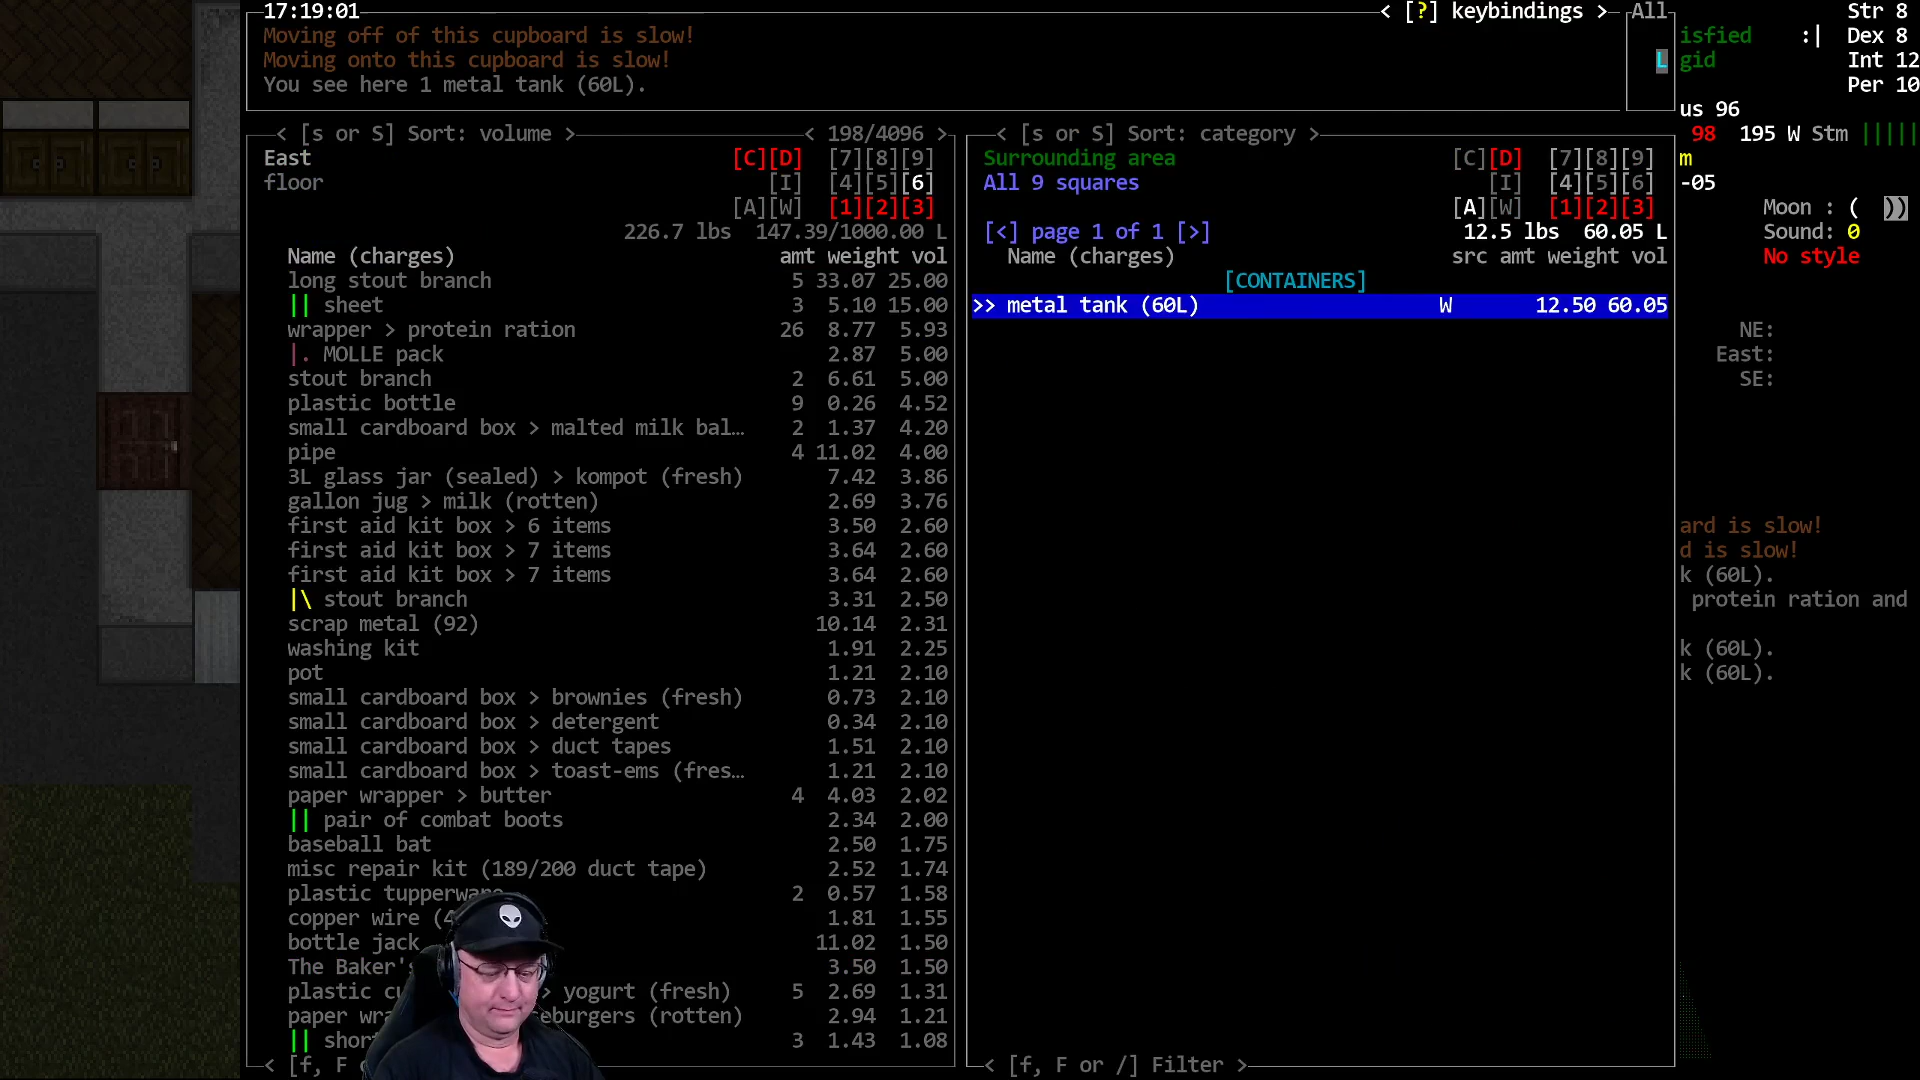 17:19:01
< [?] keybindings >
All
Str 8
Moving off of this cupboard is slow!
isfied :| Dex 8
Moving onto this cupboard is slow!
L gid Int 12
You see here 1 metal tank (60L).
Per 10
us 96
< [s or S] Sort: volume > < 198/4096 >
< [s or S] Sort: category >
98 195 W Stm |||||
East [C][D] [7][8][9]
Surrounding area [C][D] [7][8][9]
m
floor [I] [4][5][6]
All 9 squares [I] [4][5][6]
-05
[A][W] [1][2][3]
[A][W] [1][2][3]
Moon : ( ))
226.7 lbs 147.39/1000.00 L
[<] page 1 of 1 [>] 12.5 lbs 60.05 L
Sound: 0
Name (charges) amt weight vol
Name (charges) src amt weight vol
No style
long stout branch 5 33.07 25.00
[CONTAINERS]
|| sheet 3 5.10 15.00
>> metal tank (60L) W 12.50 60.05
wrapper > protein ration 26 8.77 5.93
NE:
|. MOLLE pack 2.87 5.00
East:
stout branch 2 6.61 5.00
SE:
plastic bottle 9 0.26 4.52
small cardboard box > malted milk bal… 2 1.37 4.20
pipe 4 11.02 4.00
3L glass jar (sealed) > kompot (fresh) 7.42 3.86
gallon jug > milk (rotten) 2.69 3.76
first aid kit box > 6 items 3.50 2.60
ard is slow!
first aid kit box > 7 items 3.64 2.60
d is slow!
first aid kit box > 7 items 3.64 2.60
k (60L).
|\ stout branch 3.31 2.50
protein ration and
scrap metal (92) 10.14 2.31
washing kit 1.91 2.25
k (60L).
pot 1.21 2.10
k (60L).
small cardboard box > brownies (fresh) 0.73 2.10
small cardboard box > detergent 0.34 2.10
small cardboard box > duct tapes 1.51 2.10
small cardboard box > toast-ems (fres… 1.21 2.10
paper wrapper > butter 4 4.03 2.02
|| pair of combat boots 2.34 2.00
baseball bat 2.50 1.75
misc repair kit (189/200 duct tape) 2.52 1.74
plastic tupperware 2 0.57 1.58
copper wire (4 1.81 1.55
bottle jack 11.02 1.50
The Baker's 3.50 1.50
plastic cu > yogurt (fresh) 5 2.69 1.31
paper wra eburgers (rotten) 2.94 1.21
|| shor 3 1.43 1.08
< [f, F
< [f, F or /] Filter >